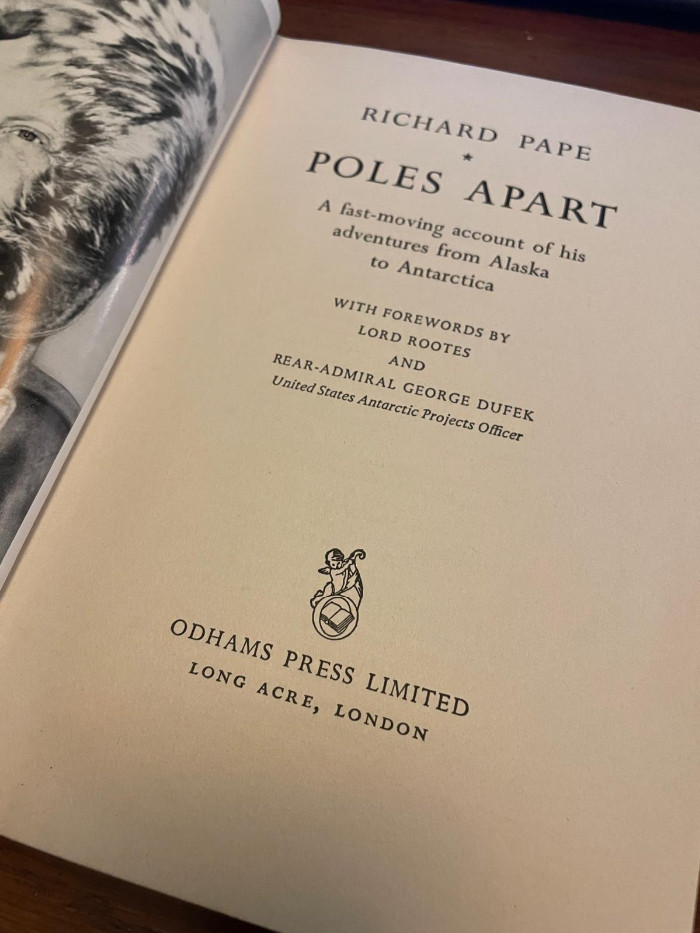 RICHARD PAPE
POLES APART
A fast-moving account of his
adventures from Alaska
to Antarctica
WITH FOREWORDS BY
LORD ROOTES
AND
REAR-ADMIRAL GEORGE DUFEK
United States Antarctic Projects Officer
ODHAMS PRESS LIMITED
LONG ACRE, LONDON